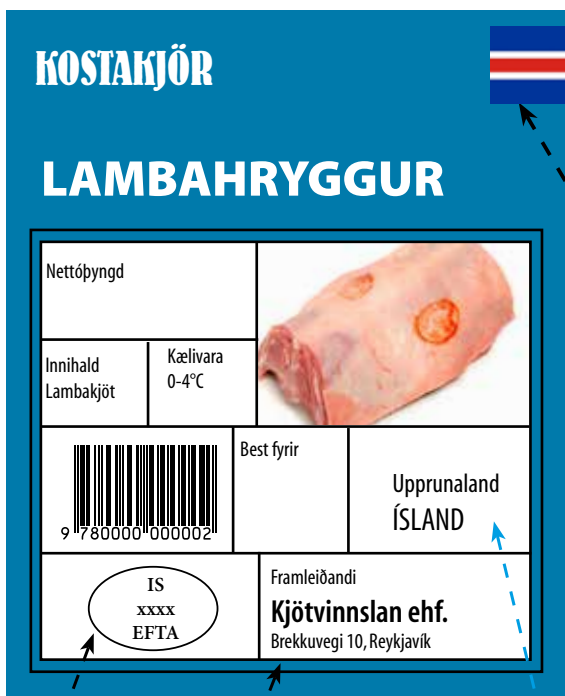 KOSTAKJÖR
LAMBAHRYGGUR
Nettóþyngd
Innihald
Lambakjöt
Kælivara
0-4°C
Best fyrir
9 780000 000002
Upprunaland
ÍSLAND
IS
xxxx
EFTA
Framleiðandi
Kjötvinnslan ehf.
Brekkuvegi 10, Reykjavík